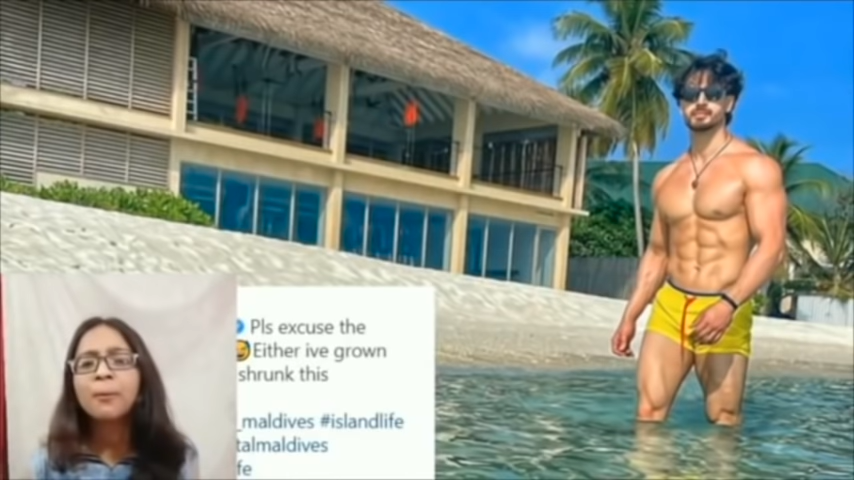 Pls excuse the
Either ive grown
shrunk this
_maldives #islandlife
talmaldives
fe